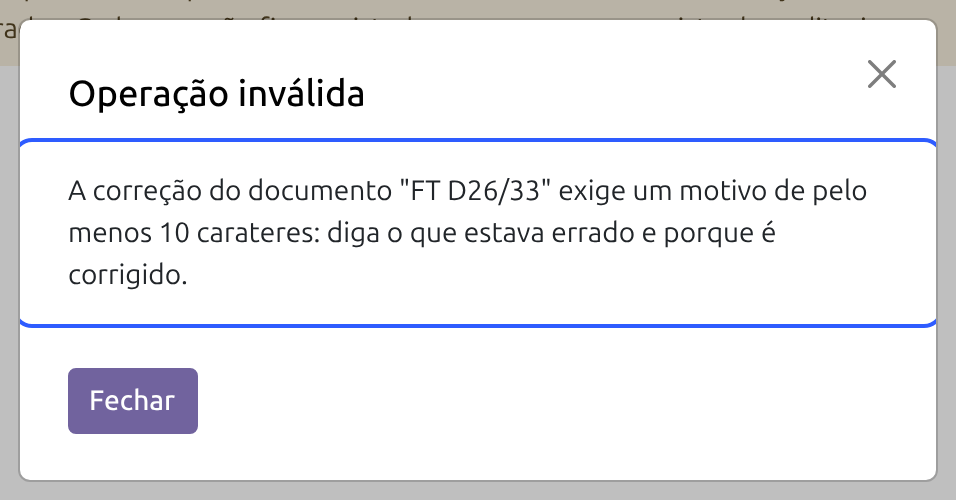 Operação inválida
A correção do documento "FT D26/33" exige um motivo de pelo
menos 10 carateres: diga o que estava errado e porque é
corrigido.
Fechar